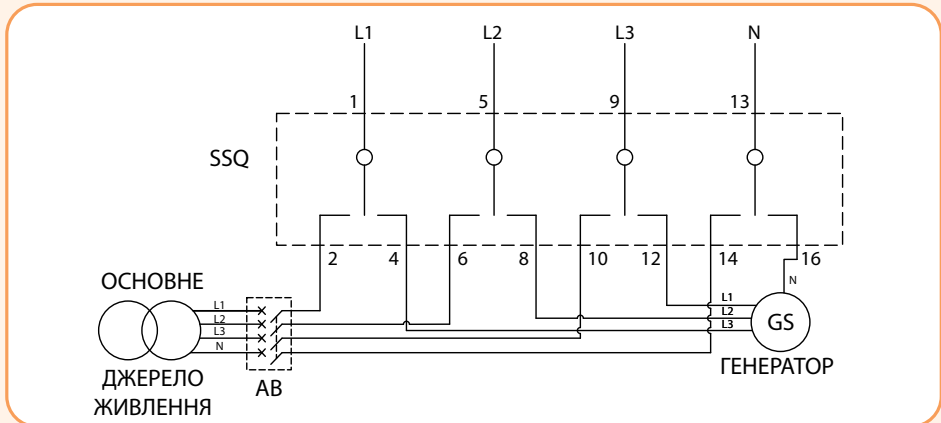 L1 L2 L3 N
1 5 9 13
SSQ
2 4 6 8 10 12 14 16
ОСНОВНЕ
L1
L2
L3
N
ДЖЕРЕЛО
ЖИВЛЕННЯ
АВ
N
L1
L2
L3
GS
ГЕНЕРАТОР